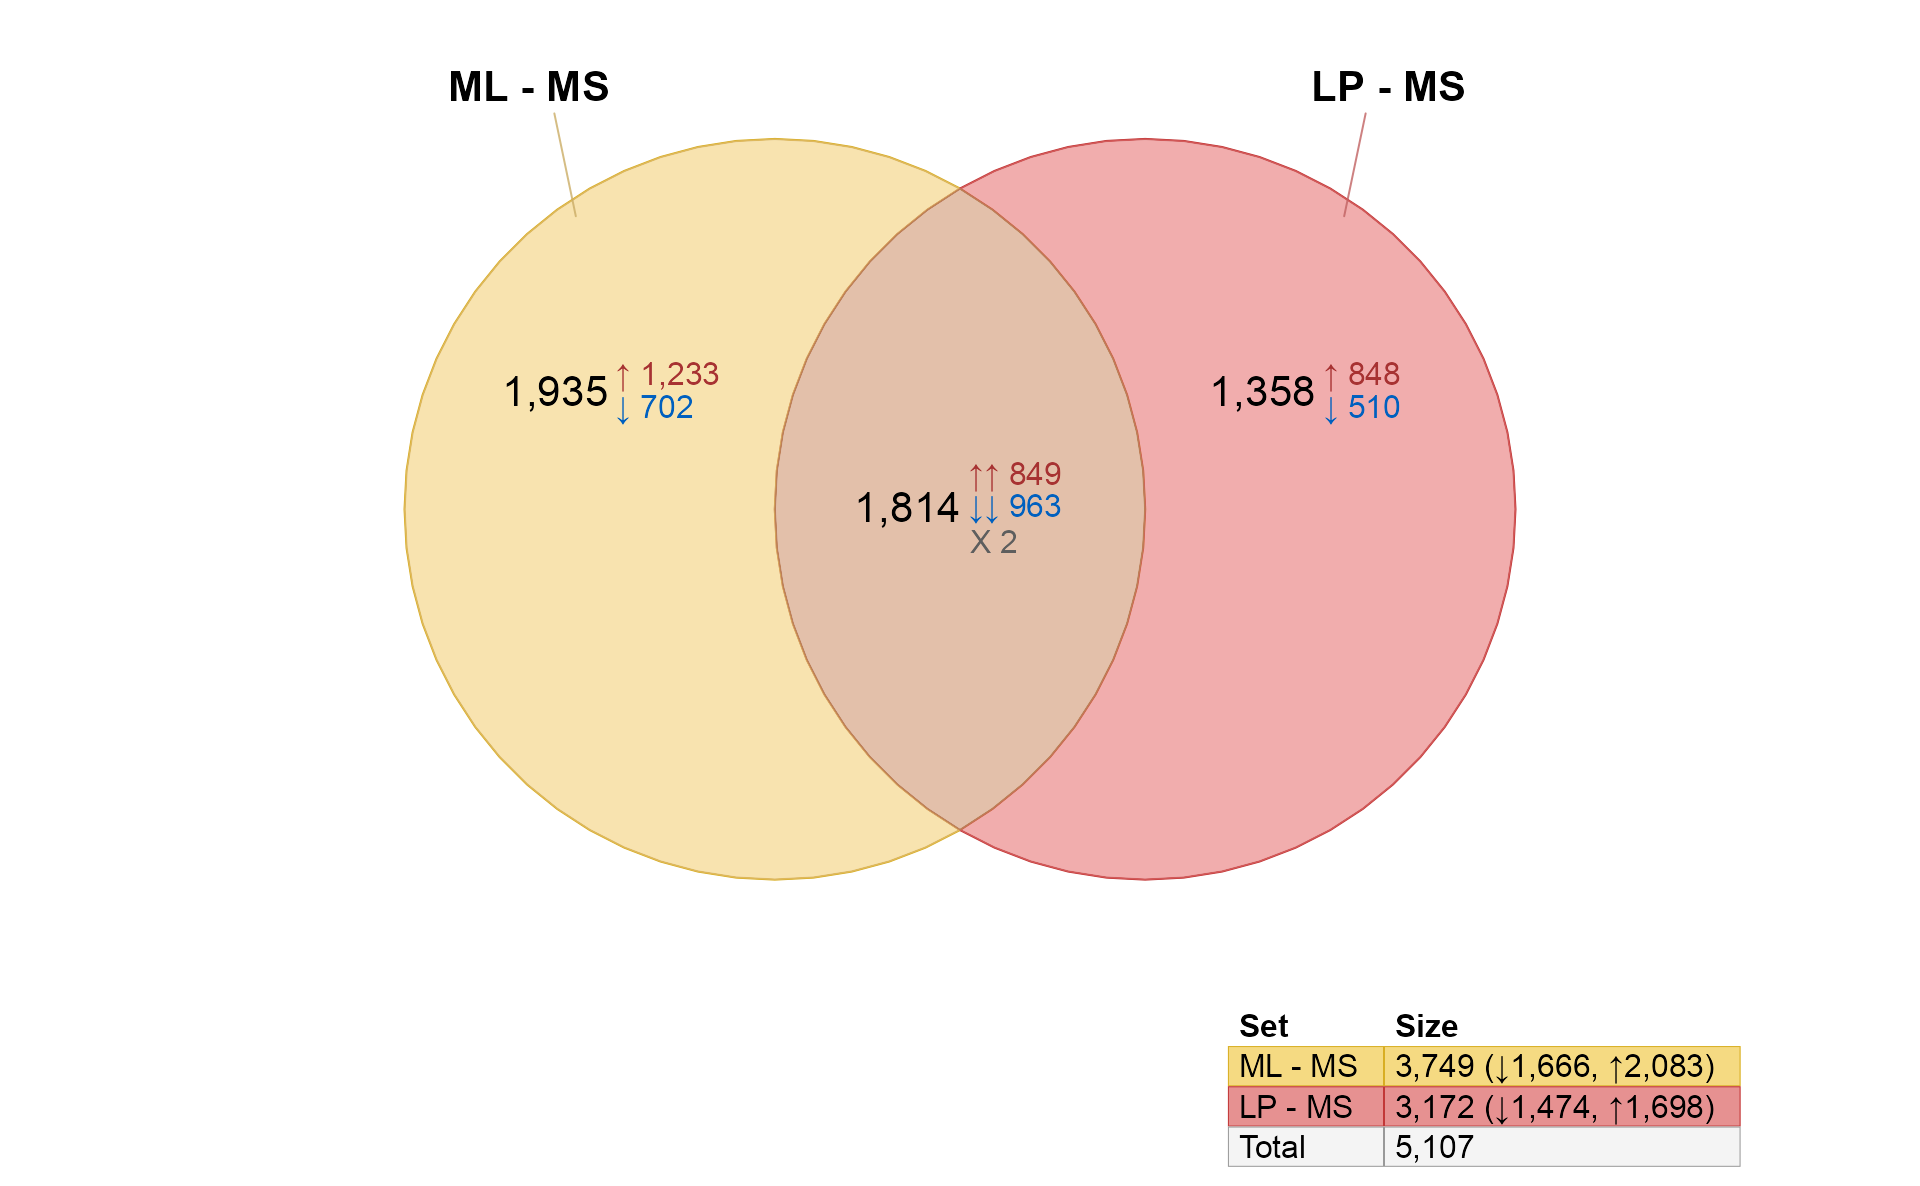 ML - MS
LP - MS
1,935 ↑ 1,233
↓ 702
1,358 ↑ 848
↓ 510
1,814 ↑↑ 849
↓↓ 963
X 2
Set Size
ML - MS 3,749 (↓1,666, ↑2,083)
LP - MS 3,172 (↓1,474, ↑1,698)
Total 5,107